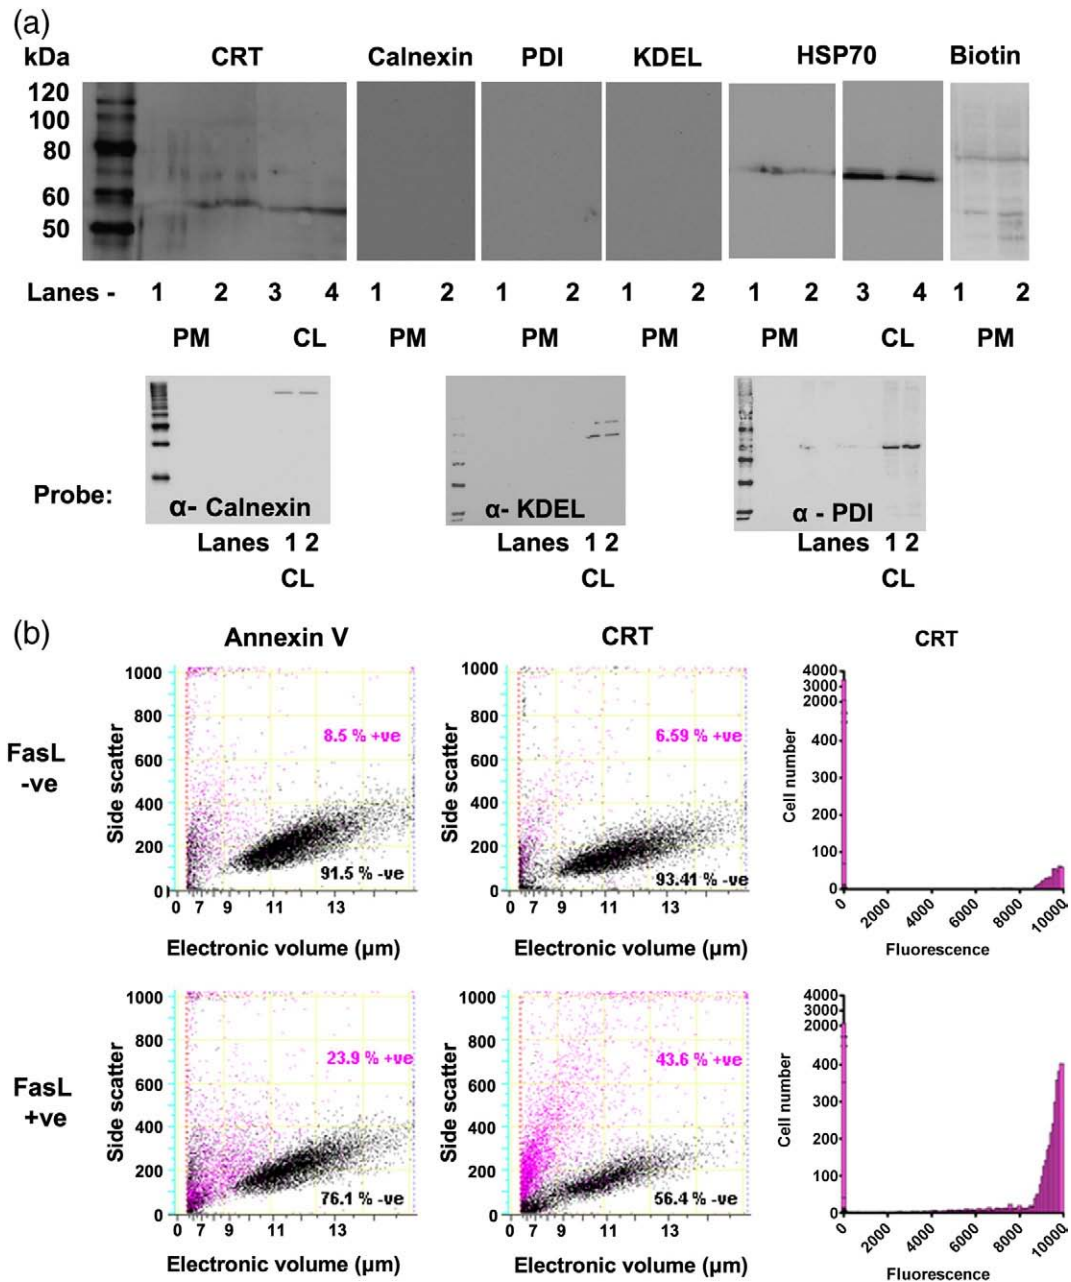 (a)
kDa CRT Calnexin PDI KDEL HSP70 Biotin
120
100
80
60
50
Lanes - 1 2 3 4 1 2 1 2 1 2 1 2 3 4 1 2
PM CL PM PM PM PM CL PM
Probe: α- Calnexin α- KDEL α - PDI
Lanes 1 2 Lanes 1 2 Lanes 1 2
CL CL CL
(b)
Annexin V CRT CRT
FasL
-ve
Side scatter
1000
800
600
400
200
0
8.5 % +ve
91.5 % -ve
0 7 9 11 13
Electronic volume (µm)
Side scatter
1000
800
600
400
200
0
6.59 % +ve
93.41 % -ve
0 7 9 11 13
Electronic volume (µm)
Cell number
4000
3000
2000
400
300
200
100
0
0 2000 4000 6000 8000 10000
Fluorescence
FasL
+ve
Side scatter
1000
800
600
400
200
0
23.9 % +ve
76.1 % -ve
0 7 9 11 13
Electronic volume (µm)
Side scatter
1000
800
600
400
200
0
43.6 % +ve
56.4 % -ve
0 7 9 11 13
Electronic volume (µm)
Cell number
4000
3000
2000
400
300
200
100
0
0 2000 4000 6000 8000 10000
Fluorescence